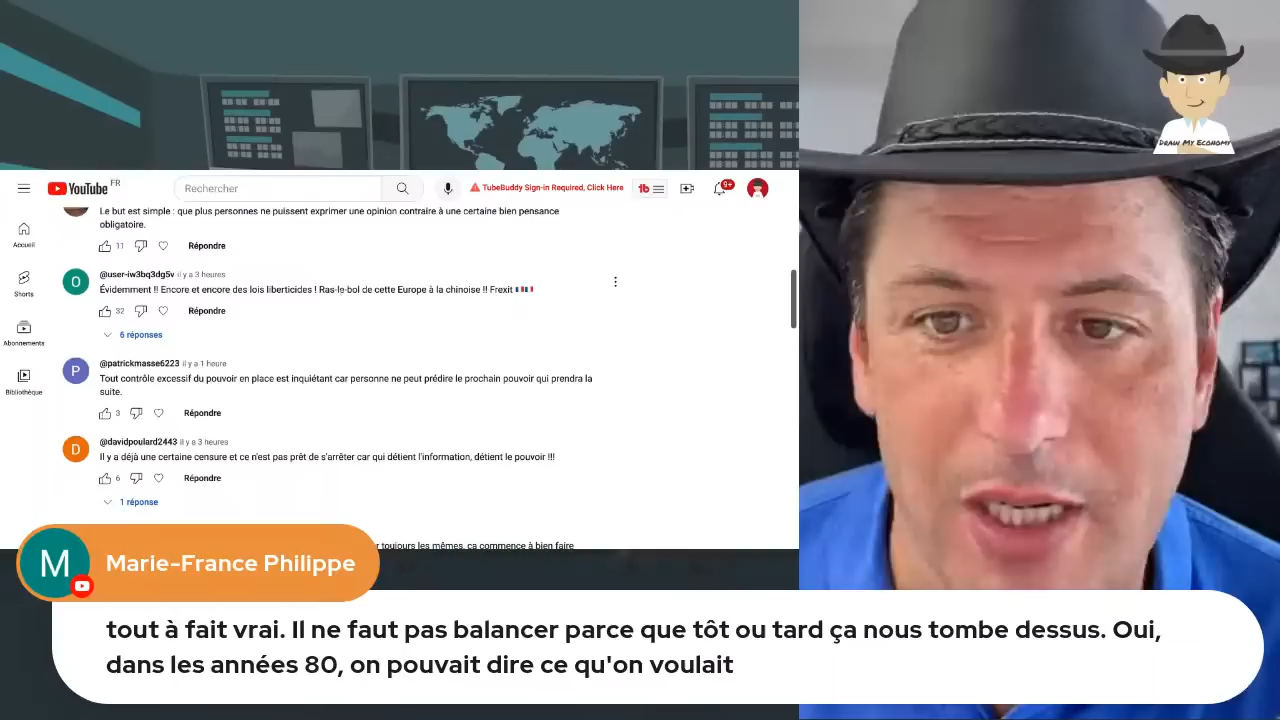 DRAW MY ECONOMY
YouTube FR
Rechercher
TubeBuddy Sign-in Required, Click Here
tb
9+
Accueil
Shorts
Abonnements
Bibliothèque
Le but est simple : que plus personnes ne puissent exprimer une opinion contraire à une certaine bien pensance
obligatoire.
11 Répondre
O
@user-iw3bq3dg5v il y a 3 heures
Évidemment !! Encore et encore des lois liberticides ! Ras-le-bol de cette Europe à la chinoise !! Frexit 🇫🇷🇫🇷
32 Répondre
6 réponses
P
@patrickmasse6223 il y a 1 heure
Tout contrôle excessif du pouvoir en place est inquiétant car personne ne peut prédire le prochain pouvoir qui prendra la
suite.
3 Répondre
D
@davidpoulard2443 il y a 3 heures
Il y a déjà une certaine censure et ce n'est pas prêt de s'arrêter car qui détient l'information, détient le pouvoir !!!
6 Répondre
1 réponse
toujours les mêmes, ça commence à bien faire
M
Marie-France Philippe
tout à fait vrai. Il ne faut pas balancer parce que tôt ou tard ça nous tombe dessus. Oui,
dans les années 80, on pouvait dire ce qu'on voulait